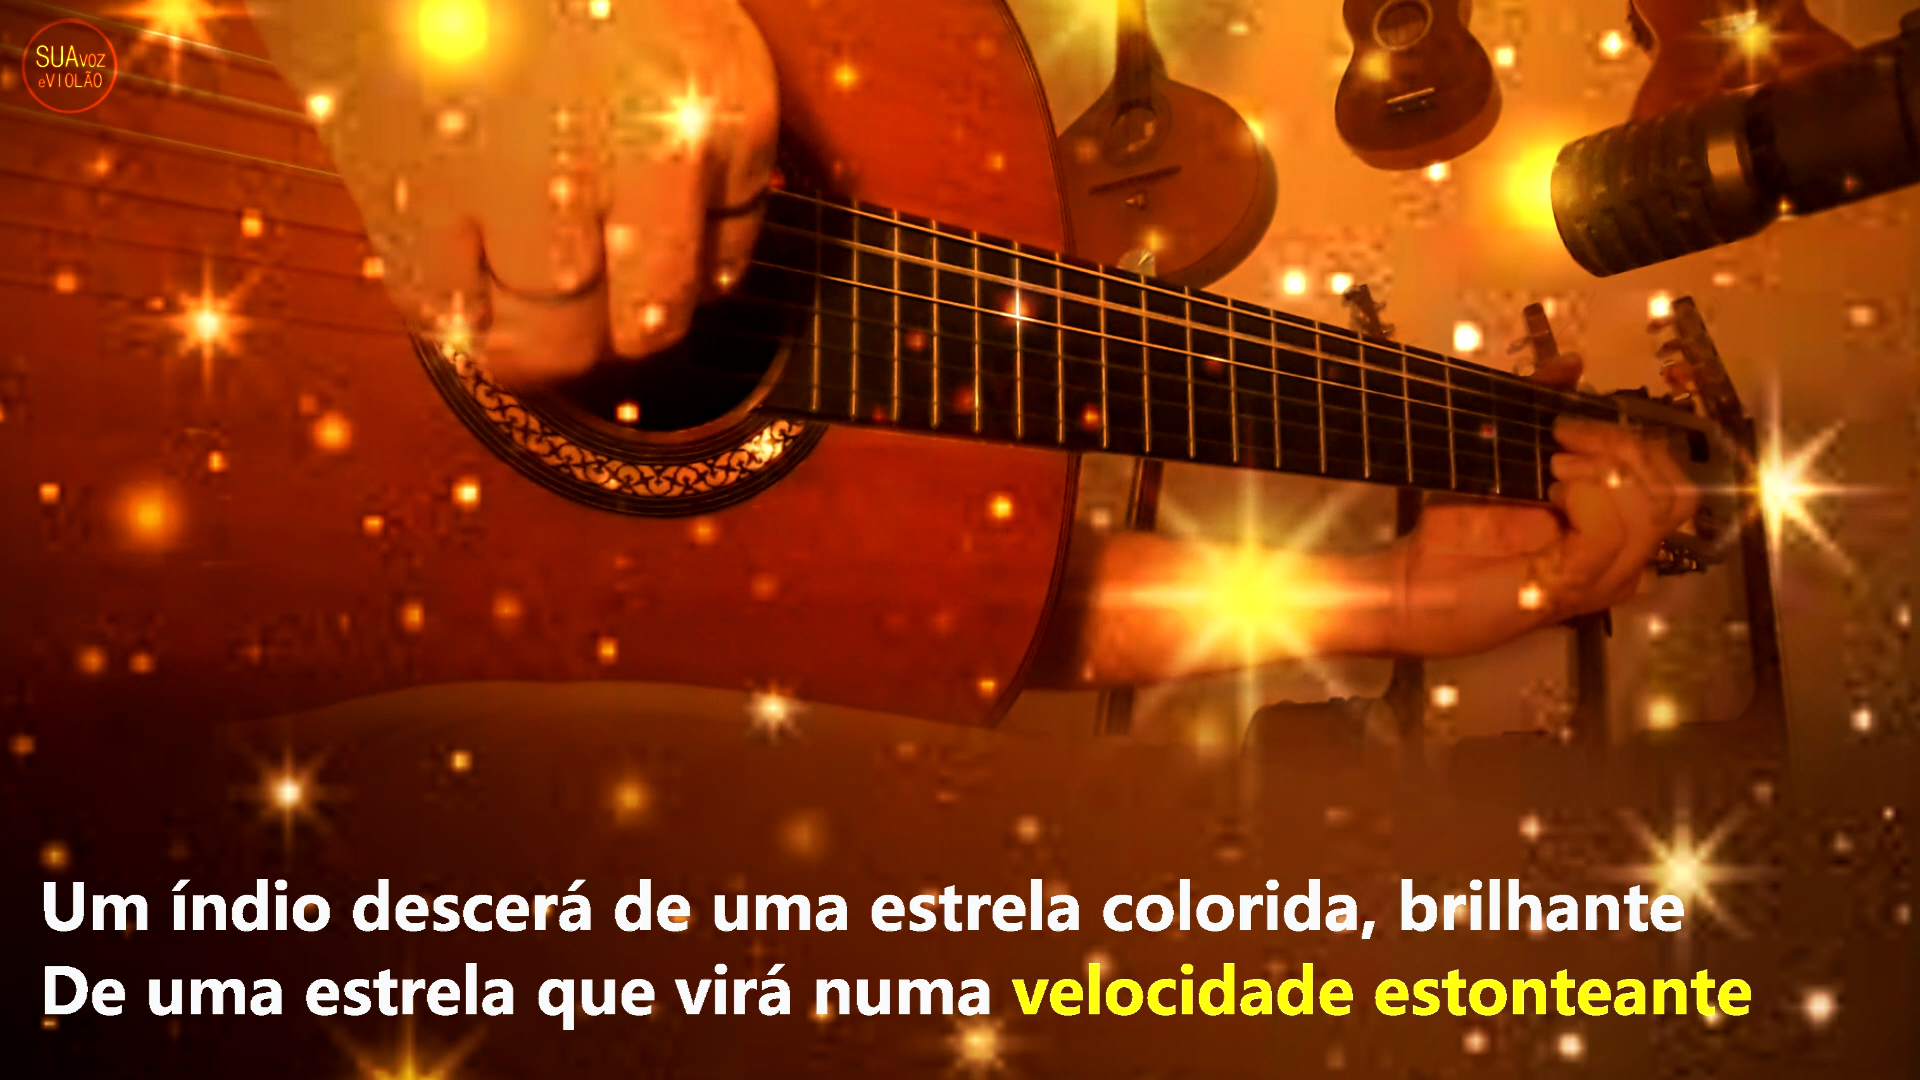 SUAvoz
eVIOLÃO
Um índio descerá de uma estrela colorida, brilhante
De uma estrela que virá numa velocidade estonteante